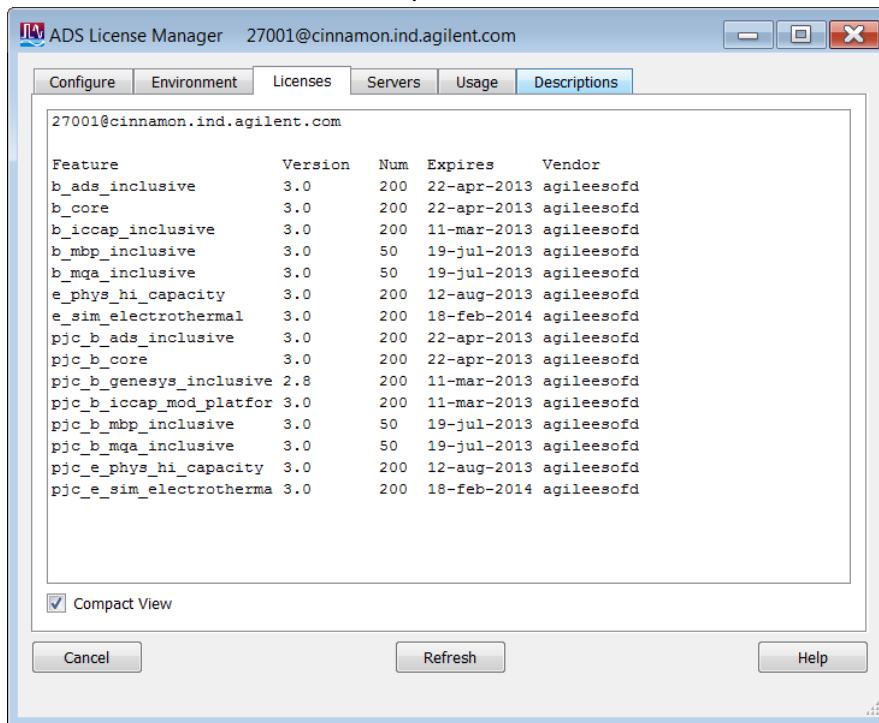 ADS License Manager 27001@cinnamon.ind.agilent.com
Configure Environment Licenses Servers Usage Descriptions
27001@cinnamon.ind.agilent.com
Feature Version Num Expires Vendor
b_ads_inclusive 3.0 200 22-apr-2013 agileesofd
b_core 3.0 200 22-apr-2013 agileesofd
b_iccap_inclusive 3.0 200 11-mar-2013 agileesofd
b_mbp_inclusive 3.0 50 19-jul-2013 agileesofd
b_mqa_inclusive 3.0 50 19-jul-2013 agileesofd
e_phys_hi_capacity 3.0 200 12-aug-2013 agileesofd
e_sim_electrothermal 3.0 200 18-feb-2014 agileesofd
pjc_b_ads_inclusive 3.0 200 22-apr-2013 agileesofd
pjc_b_core 3.0 200 22-apr-2013 agileesofd
pjc_b_genesys_inclusive 2.8 200 11-mar-2013 agileesofd
pjc_b_iccap_mod_platfor 3.0 200 11-mar-2013 agileesofd
pjc_b_mbp_inclusive 3.0 50 19-jul-2013 agileesofd
pjc_b_mqa_inclusive 3.0 50 19-jul-2013 agileesofd
pjc_e_phys_hi_capacity 3.0 200 12-aug-2013 agileesofd
pjc_e_sim_electrotherma 3.0 200 18-feb-2014 agileesofd
Compact View
Cancel Refresh Help